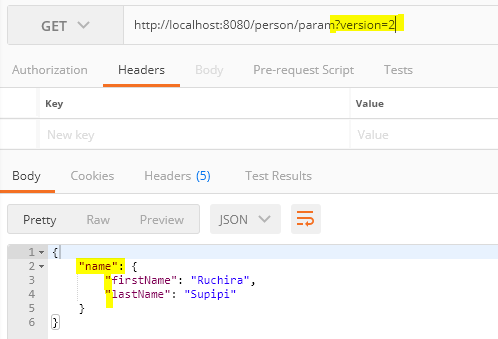 GET http://localhost:8080/person/param?version=2
Authorization Headers Body Pre-request Script Tests
Key Value
New key Value
Body Cookies Headers (5) Test Results
Pretty Raw Preview JSON
1 {
2 "name": {
3 "firstName": "Ruchira",
4 "lastName": "Supipi"
5 }
6 }